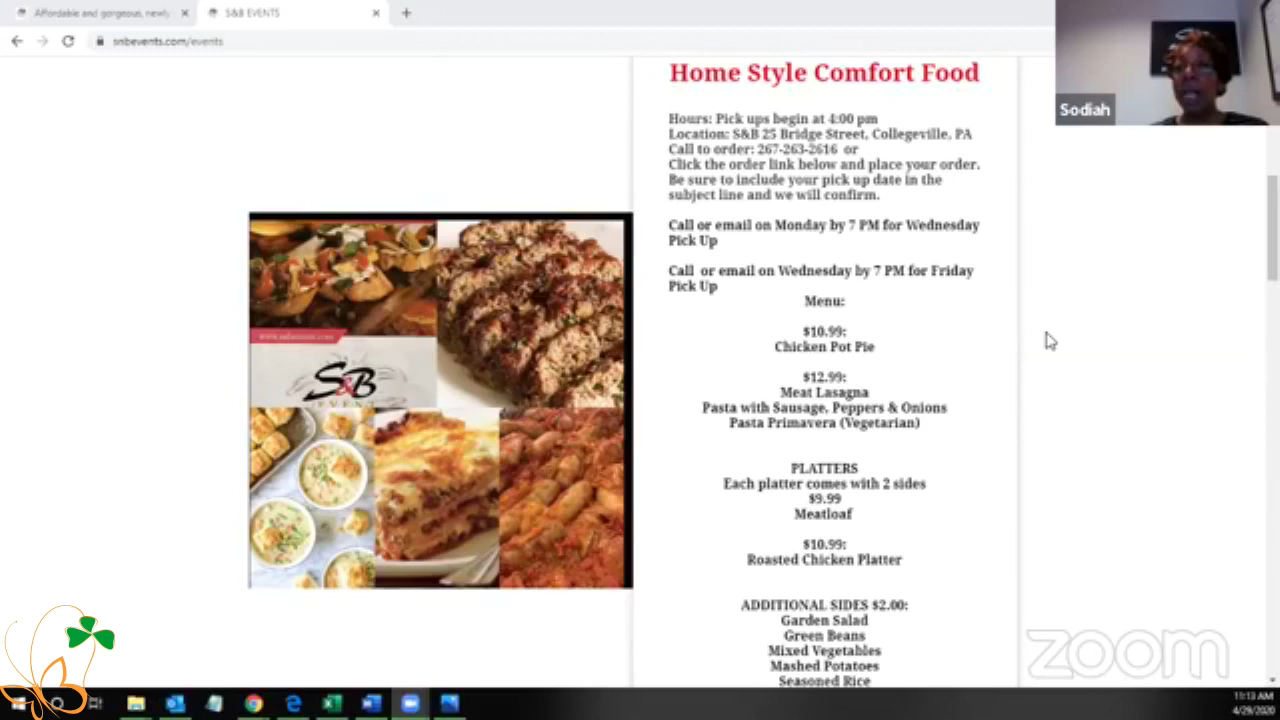 Affordable and gorgeous, newly
S&B EVENTS
snbevents.com/events
Sodiah
Home Style Comfort Food
Hours: Pick ups begin at 4:00 pm
Location: S&B 25 Bridge Street, Collegeville, PA
Call to order: 267-263-2616 or
Click the order link below and place your order.
Be sure to include your pick up date in the
subject line and we will confirm.
Call or email on Monday by 7 PM for Wednesday
Pick Up
Call or email on Wednesday by 7 PM for Friday
Pick Up
Menu:
$10.99:
Chicken Pot Pie
$12.99:
Meat Lasagna
Pasta with Sausage, Peppers & Onions
Pasta Primavera (Vegetarian)
PLATTERS
Each platter comes with 2 sides
$9.99
Meatloaf
$10.99:
Roasted Chicken Platter
ADDITIONAL SIDES $2.00:
Garden Salad
Green Beans
Mixed Vegetables
Mashed Potatoes
Seasoned Rice
S&B
EVENT
zoom
11:13 AM
4/29/2020